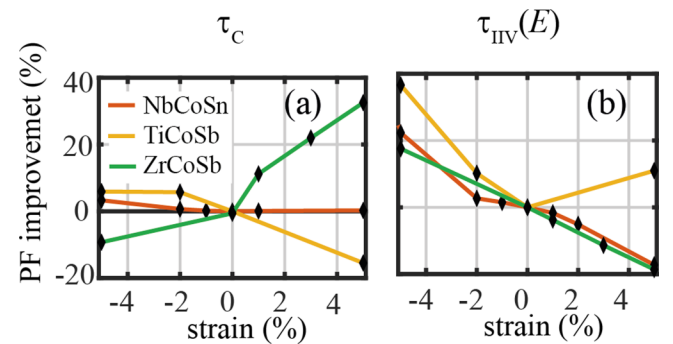 τC
τIIV(E)
PF improvemet (%)
40
20
0
-20
NbCoSn
TiCoSb
ZrCoSb
(a)
(b)
-4 -2 0 2 4
-4 -2 0 2 4
strain (%)
strain (%)